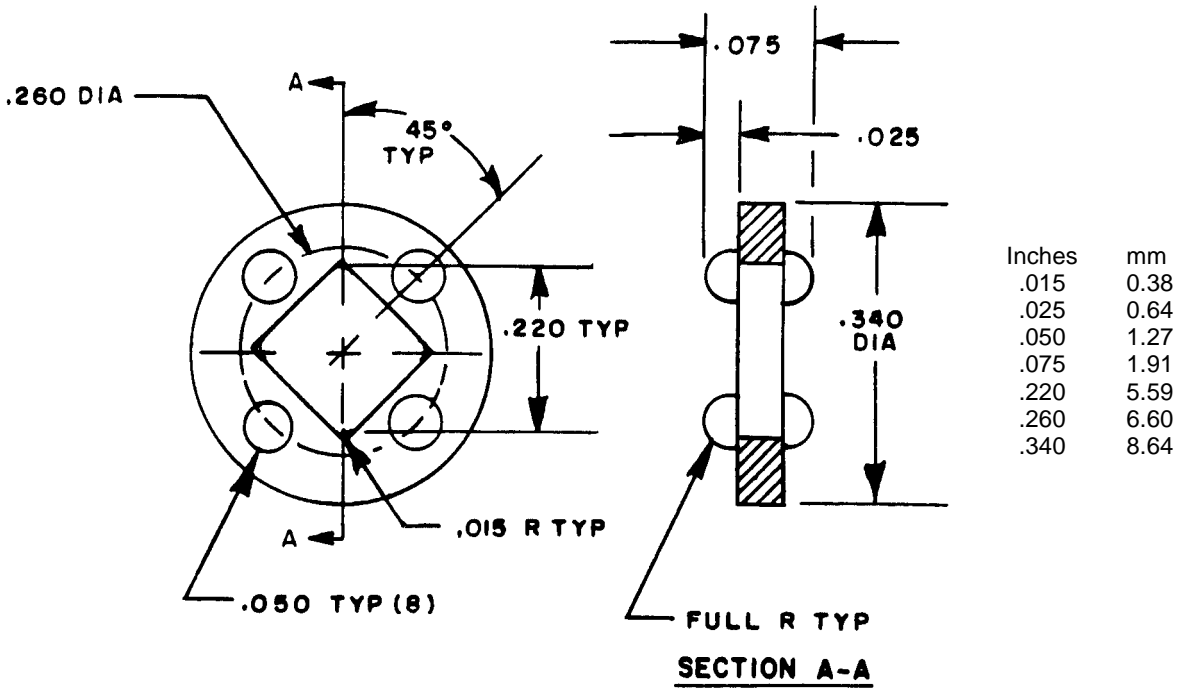 .075
A
.260 DIA
45°
TYP
.025
Inches mm
.015 0.38
.025 0.64
.050 1.27
.075 1.91
.220 5.59
.260 6.60
.340 8.64
.220 TYP
.340
DIA
.015 R TYP
A
.050 TYP (8)
FULL R TYP
SECTION A-A